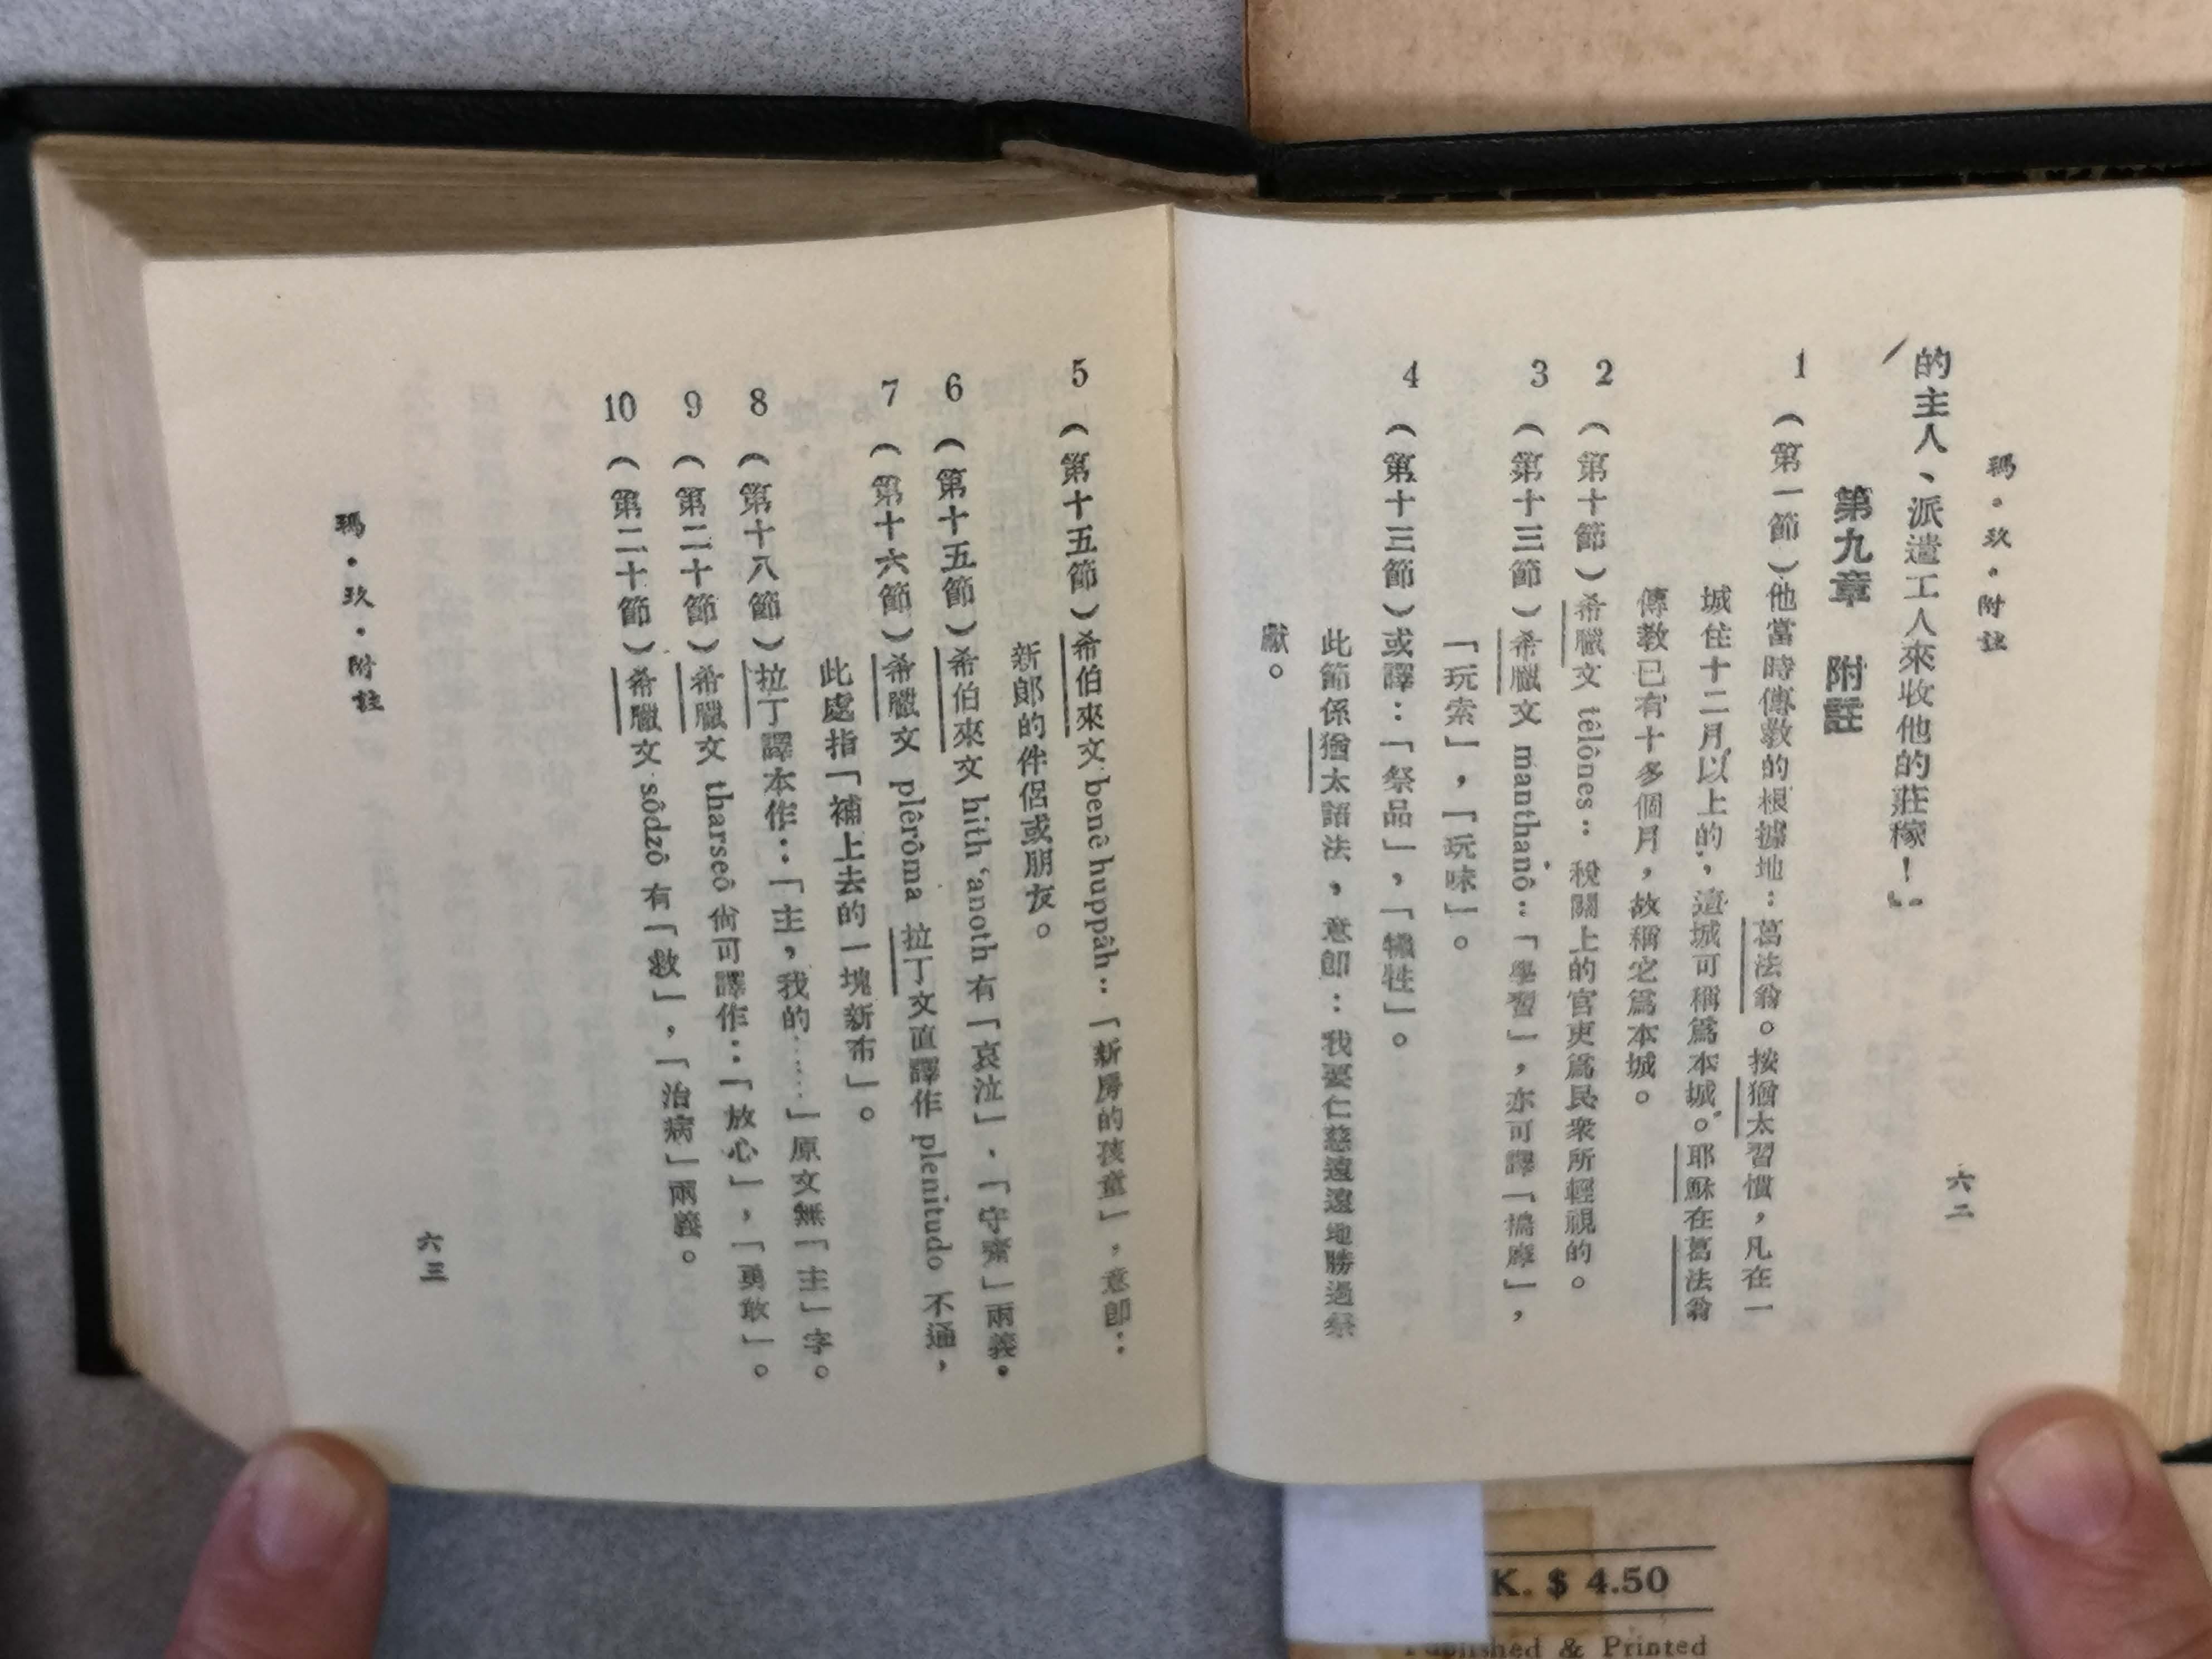 瑪・玖・附註
六二
的主人、派遣工人來收他的莊稼！』
第九章　附註
1（第一節）他當時傳敎的根據地：葛法翁。按猶太習慣，凡在一
城住十二月以上的，這城可稱爲本城。耶穌在葛法翁
傳敎已有十多個月，故稱之爲本城。
2（第十節）希臘文 télônes：稅關上的官吏爲民衆所輕視的。
3（第十三節）希臘文 manthanô：「學習」，亦可譯「揣摩」，
「玩索」，「玩味」。
4（第十三節）或譯：「祭品」，「犧牲」。
此節係猶太語法，意卽：我要仁慈遠遠地勝過祭
獻。
5（第十五節）希伯來文 benê huppâh：「新房的孩童」，意卽：
新郞的伴侶或朋友。
6（第十五節）希伯來文 hith ‘anoth 有「哀泣」．「守齋」兩義．
7（第十六節）希臘文 plêrôma 拉丁文直譯作 plenitudo 不通，
此處指「補上去的一塊新布」。
8（第十八節）拉丁譯本作：「主，我的……」原文無「主」字。
9（第二十節）希臘文 tharseô 尙可譯作：「放心」，「勇敢」。
10（第二十節）希臘文 sôdzô 有「救」，「治病」兩義。
瑪・玖・附註
六三
K. $ 4.50
Published & Printed